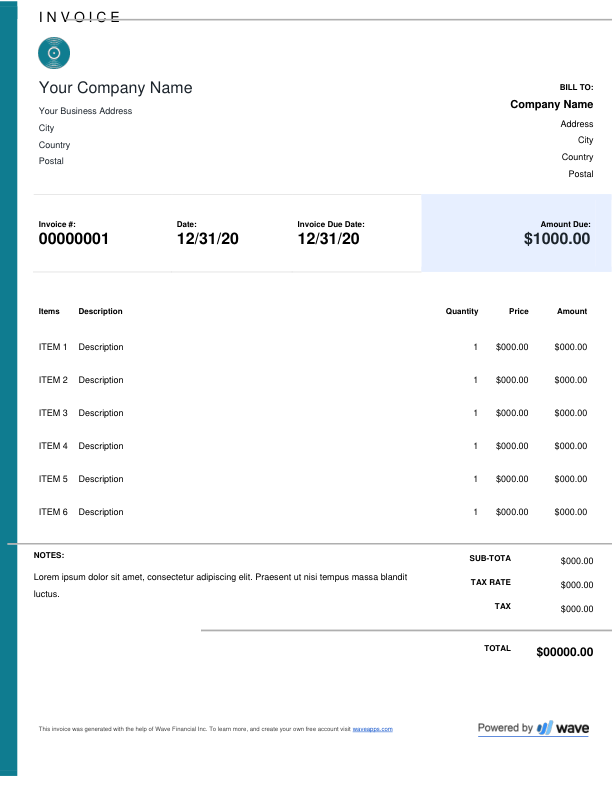 INVOICE
Your Company Name
Your Business Address
City
Country
Postal
BILL TO:
Company Name
Address
City
Country
Postal
Invoice #: Date: Invoice Due Date: Amount Due:
00000001 12/31/20 12/31/20 $1000.00
Items Description Quantity Price Amount
ITEM 1 Description 1 $000.00 $000.00
ITEM 2 Description 1 $000.00 $000.00
ITEM 3 Description 1 $000.00 $000.00
ITEM 4 Description 1 $000.00 $000.00
ITEM 5 Description 1 $000.00 $000.00
ITEM 6 Description 1 $000.00 $000.00
NOTES:
Lorem ipsum dolor sit amet, consectetur adipiscing elit. Praesent ut nisi tempus massa blandit
luctus.
SUB-TOTA $000.00
TAX RATE $000.00
TAX $000.00
TOTAL $00000.00
This invoice was generated with the help of Wave Financial Inc. To learn more, and create your own free account visit waveapps.com
Powered by wave